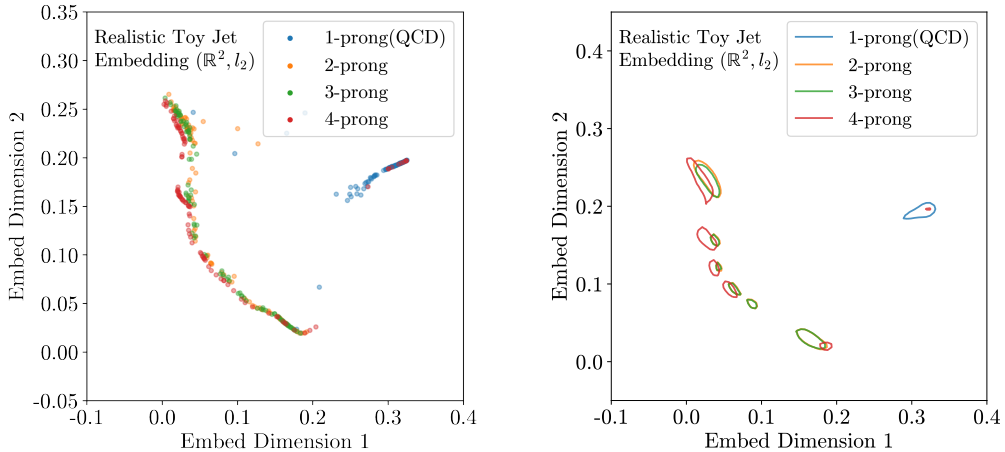 Realistic Toy Jet
Embedding (ℝ², l₂)
1-prong(QCD)
2-prong
3-prong
4-prong
0.35
0.30
0.25
0.20
0.15
0.10
0.05
0.00
-0.05
-0.1
0.0
0.1
0.2
0.3
0.4
Embed Dimension 1
Embed Dimension 2
Realistic Toy Jet
Embedding (ℝ², l₂)
1-prong(QCD)
2-prong
3-prong
4-prong
0.4
0.3
0.2
0.1
0.0
-0.1
0.0
0.1
0.2
0.3
0.4
Embed Dimension 1
Embed Dimension 2